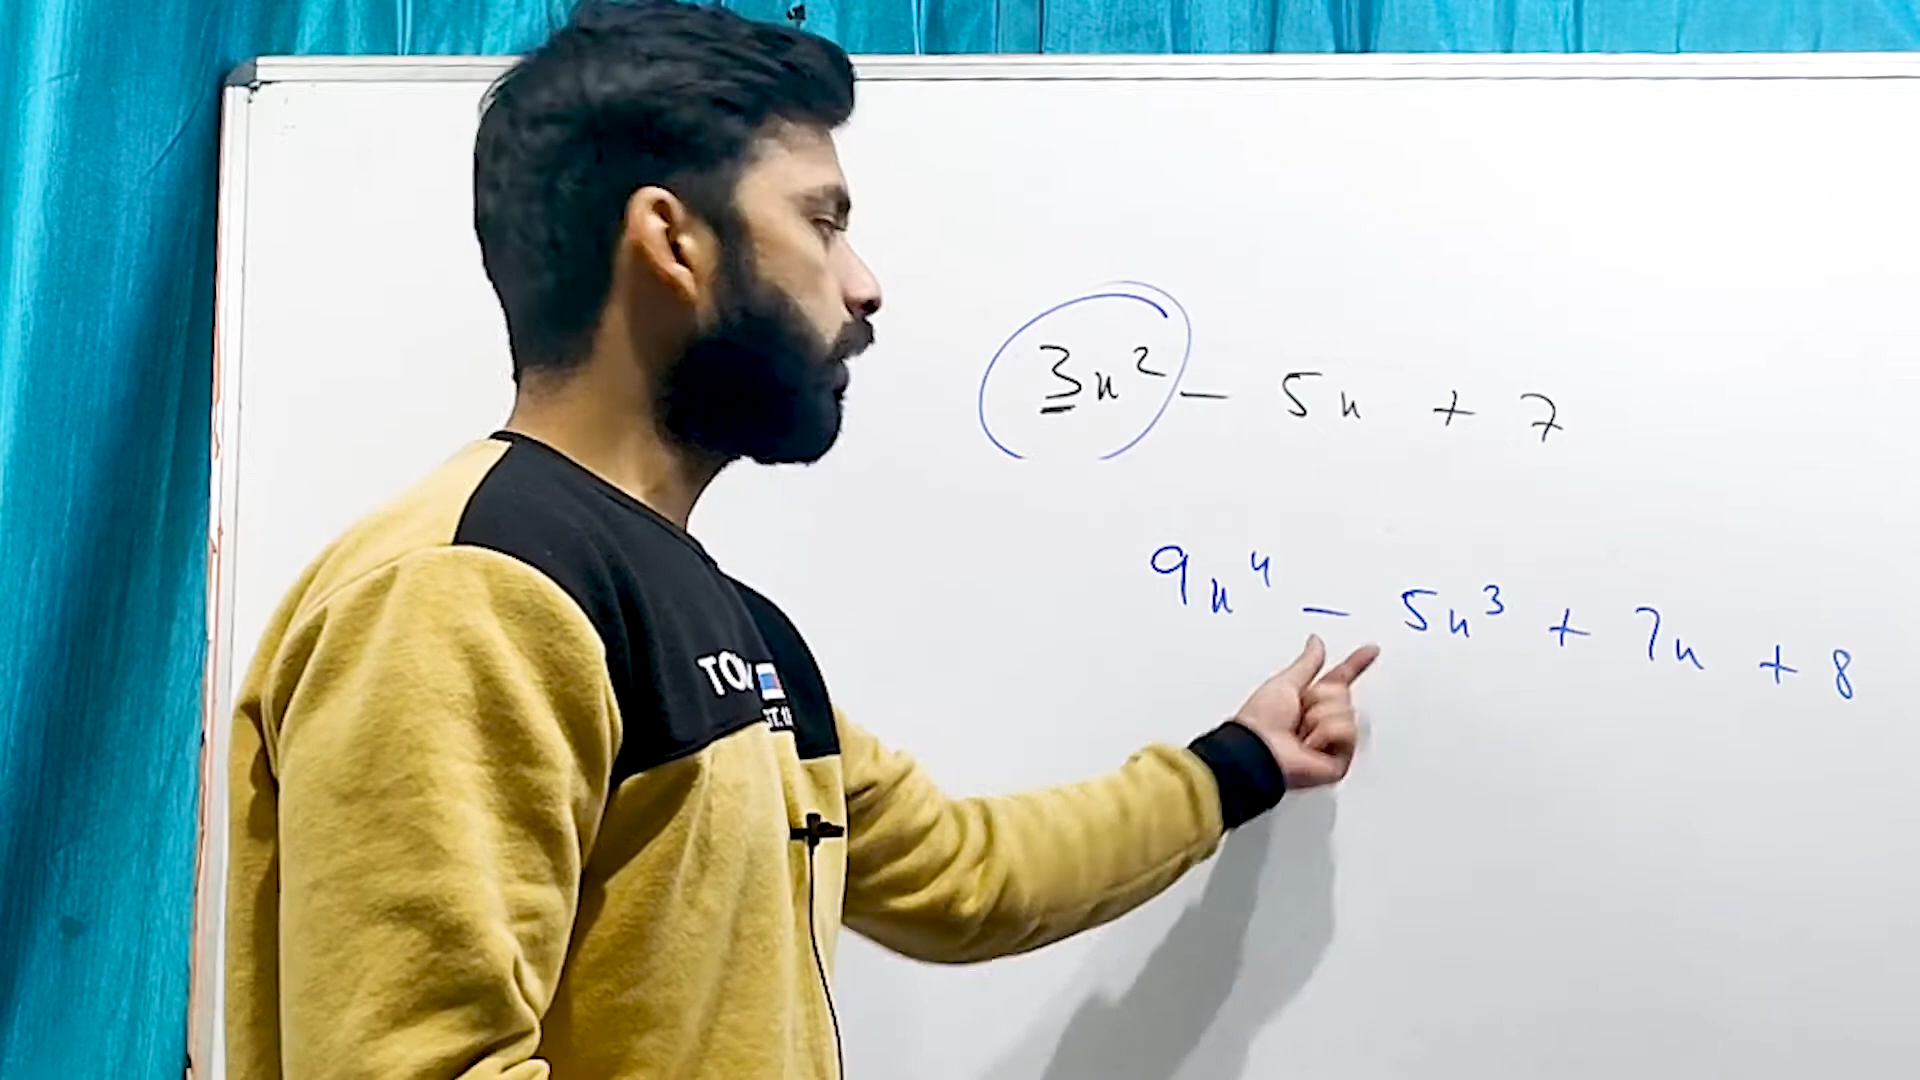 3x² - 5x + 7
9x⁴ - 5x³ + 7x + 8